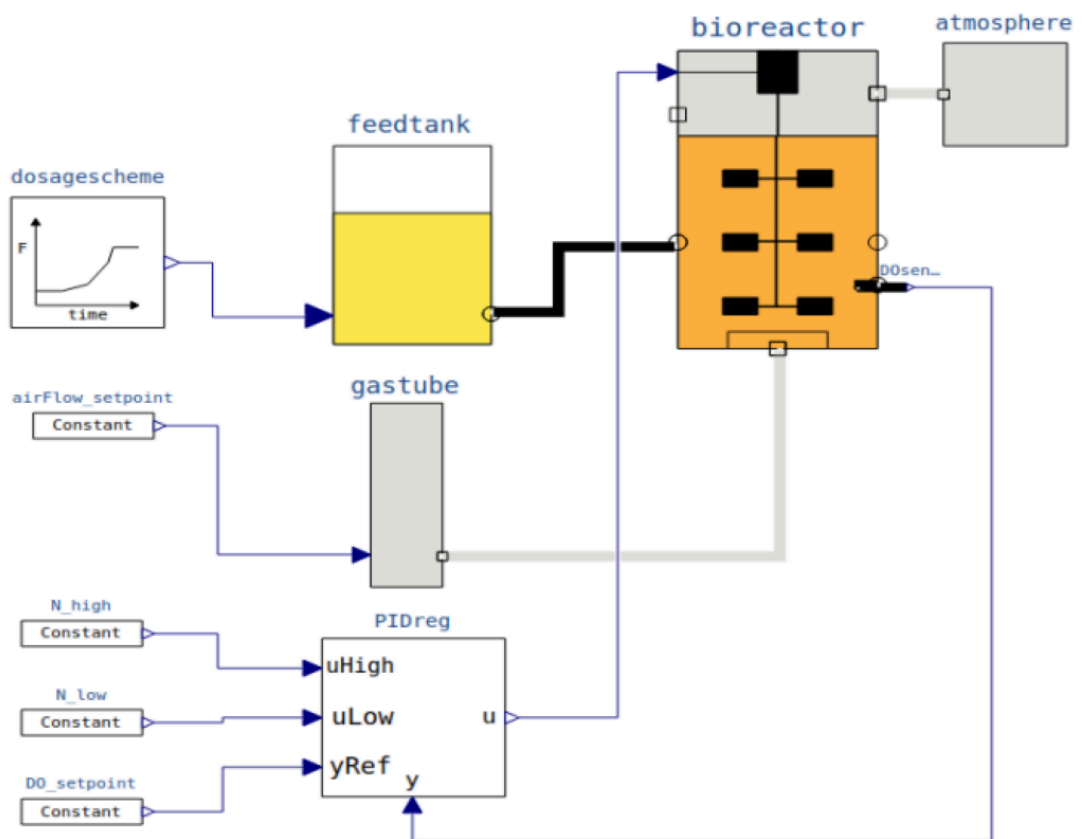 bioreactor
atmosphere
feedtank
dosagescheme
F
time
DOsen...
airFlow_setpoint
Constant
gastube
N_high
Constant
PIDreg
uHigh
N_low
Constant
uLow
u
yRef
y
DO_setpoint
Constant